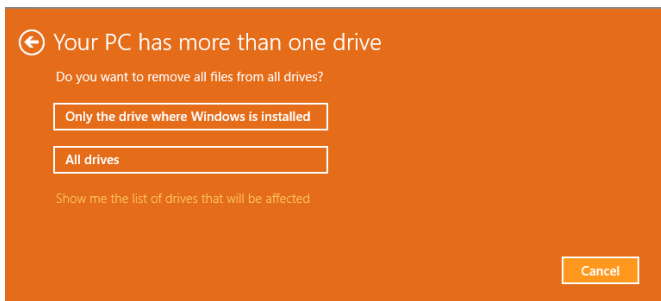 Your PC has more than one drive
Do you want to remove all files from all drives?
Only the drive where Windows is installed
All drives
Show me the list of drives that will be affected
Cancel